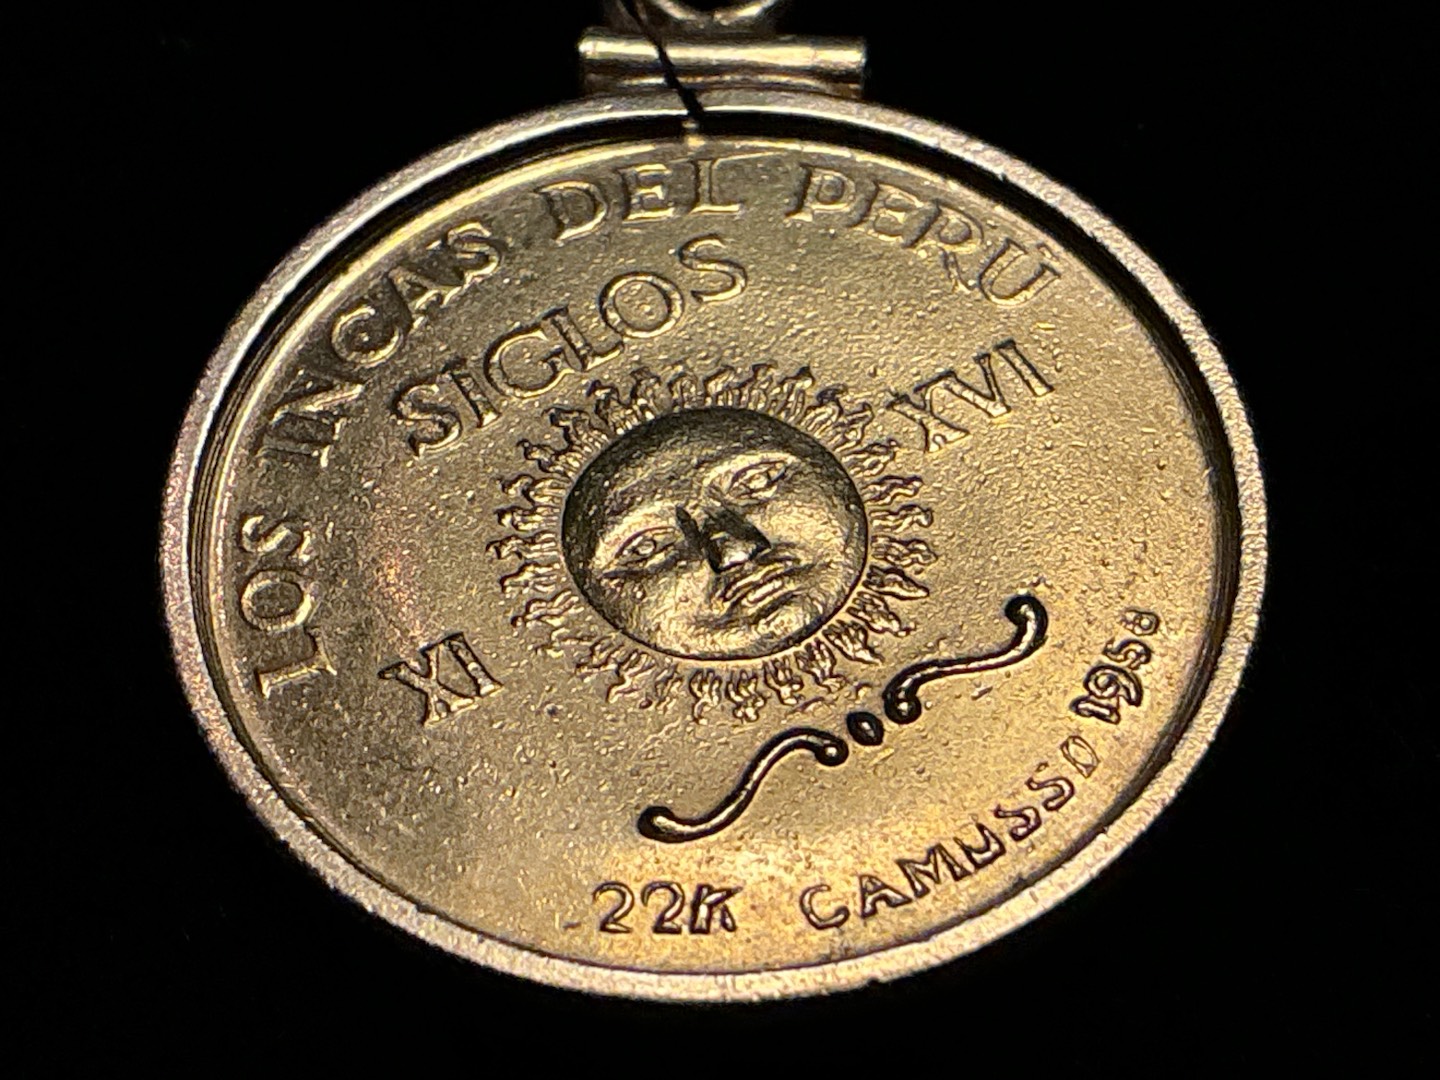 LOS INCAS DEL PERÚ
SIGLOS
XI XVI
22K CAMUSSO 1958